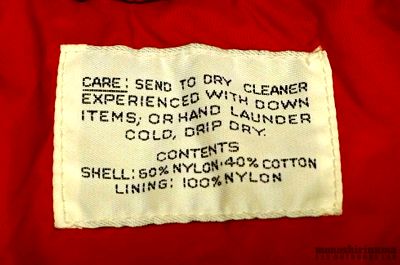 CARE: SEND TO DRY CLEANER
EXPERIENCED WITH DOWN
ITEMS; OR HAND LAUNDER
COLD, DRIP DRY.
CONTENTS
SHELL: 60% NYLON·40% COTTON
LINING: 100% NYLON